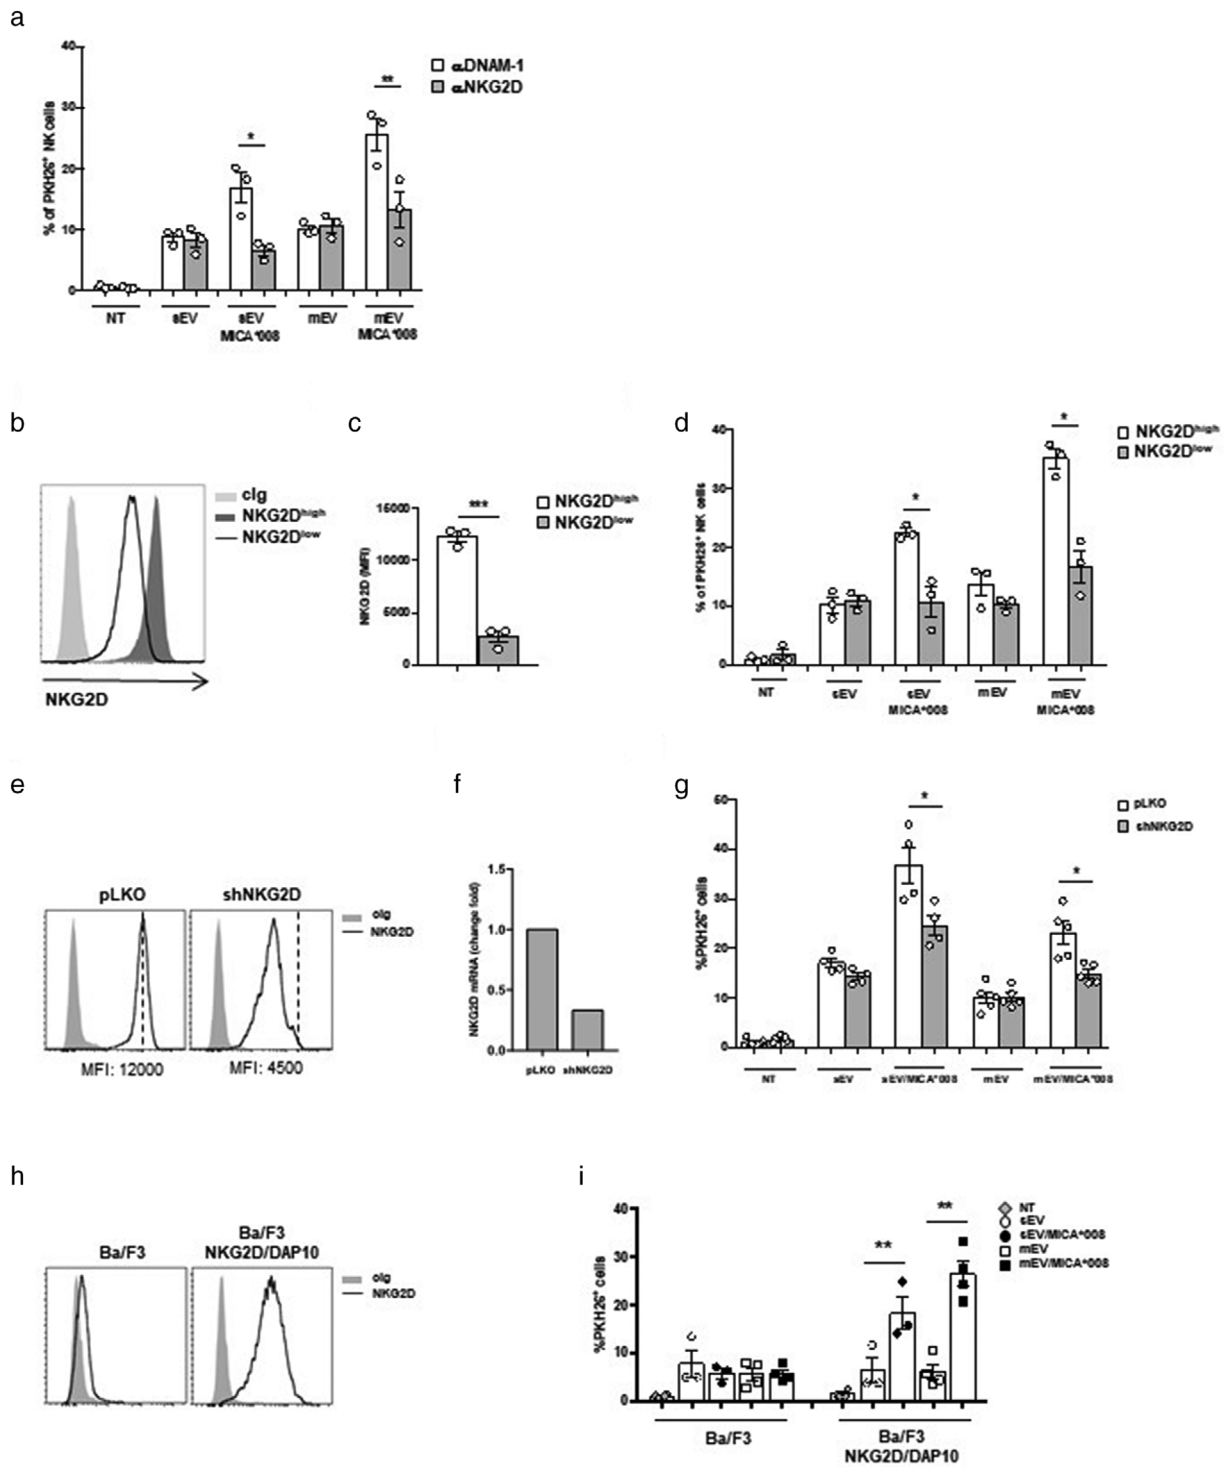 a
40
30
20
10
0
% of PKH26⁺ NK cells
*
**
αDNAM-1
αNKG2D
NT
sEV
sEV
MICA*008
mEV
mEV
MICA*008
b
cIg
NKG2Dhigh
NKG2Dlow
NKG2D
c
15000
10000
5000
0
NKG2D (MFI)
***
NKG2Dhigh
NKG2Dlow
d
40
30
20
10
0
% of PKH26⁺ NK cells
*
*
NKG2Dhigh
NKG2Dlow
NT
sEV
sEV
MICA*008
mEV
mEV
MICA*008
e
pLKO
shNKG2D
cIg
NKG2D
MFI: 12000
MFI: 4500
f
1.5
1.0
0.5
0.0
NKG2D mRNA (change fold)
pLKO
shNKG2D
g
50
40
30
20
10
0
%PKH26⁺ cells
*
*
pLKO
shNKG2D
NT
sEV
sEV/MICA*008
mEV
mEV/MICA*008
h
Ba/F3
Ba/F3
NKG2D/DAP10
cIg
NKG2D
i
40
30
20
10
0
%PKH26⁺ cells
**
**
NT
sEV
sEV/MICA*008
mEV
mEV/MICA*008
Ba/F3
Ba/F3
NKG2D/DAP10